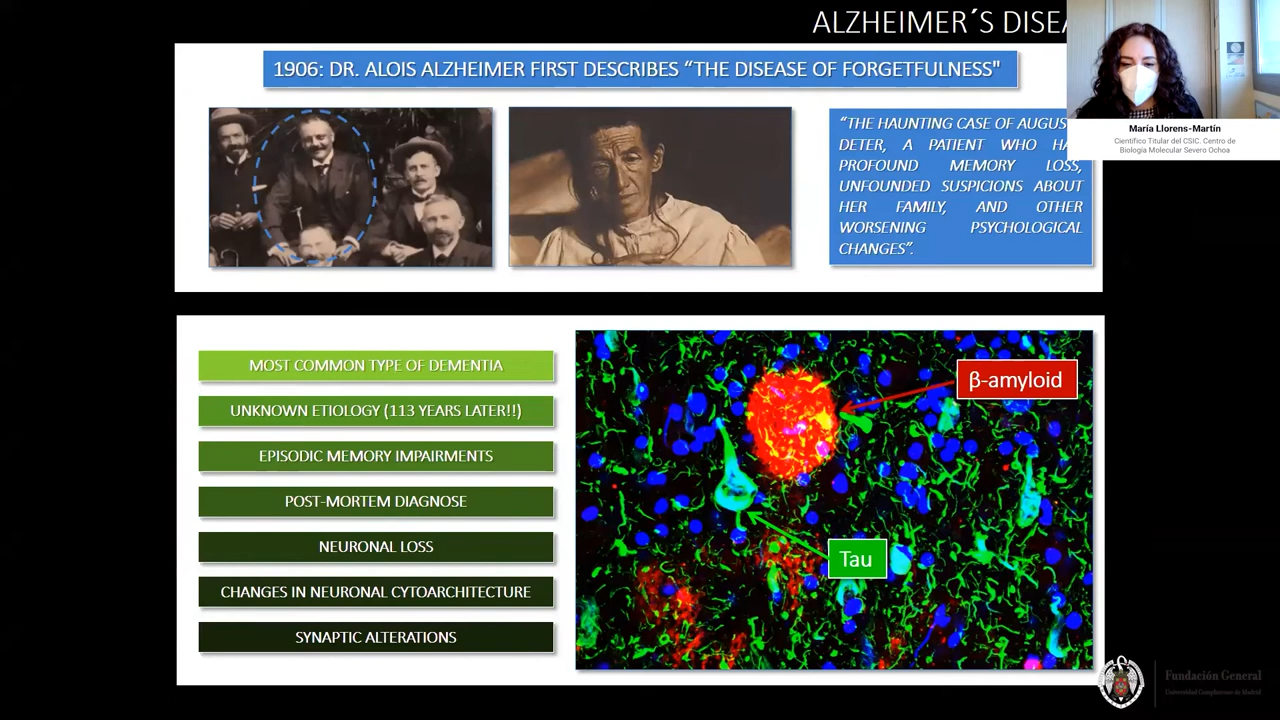 ALZHEIMER´S DISEA
1906: DR. ALOIS ALZHEIMER FIRST DESCRIBES “THE DISEASE OF FORGETFULNESS"
“THE HAUNTING CASE OF AUGUS
DETER, A PATIENT WHO HA
PROFOUND MEMORY LOSS,
UNFOUNDED SUSPICIONS ABOUT
HER FAMILY, AND OTHER
WORSENING PSYCHOLOGICAL
CHANGES”.
María Llorens-Martín
Científico Titular del CSIC. Centro de
Biología Molecular Severo Ochoa
MOST COMMON TYPE OF DEMENTIA
UNKNOWN ETIOLOGY (113 YEARS LATER!!)
EPISODIC MEMORY IMPAIRMENTS
POST-MORTEM DIAGNOSE
NEURONAL LOSS
CHANGES IN NEURONAL CYTOARCHITECTURE
SYNAPTIC ALTERATIONS
β-amyloid
Tau
Fundación General
Universidad Complutense de Madrid